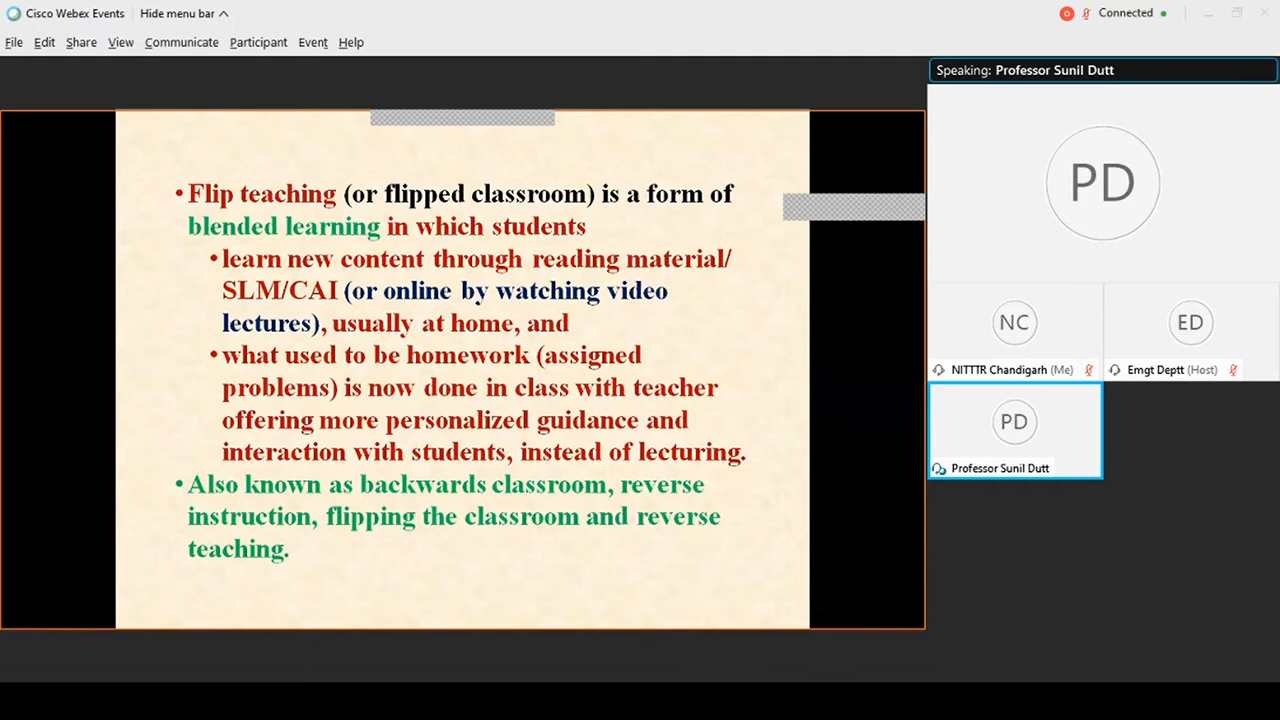 Cisco Webex Events Hide menu bar Connected
File Edit Share View Communicate Participant Event Help
Speaking: Professor Sunil Dutt
PD
• Flip teaching (or flipped classroom) is a form of
blended learning in which students
• learn new content through reading material/
SLM/CAI (or online by watching video
lectures), usually at home, and
• what used to be homework (assigned
problems) is now done in class with teacher
offering more personalized guidance and
interaction with students, instead of lecturing.
• Also known as backwards classroom, reverse
instruction, flipping the classroom and reverse
teaching.
NC
NITTTR Chandigarh (Me)
ED
Emgt Deptt (Host)
PD
Professor Sunil Dutt